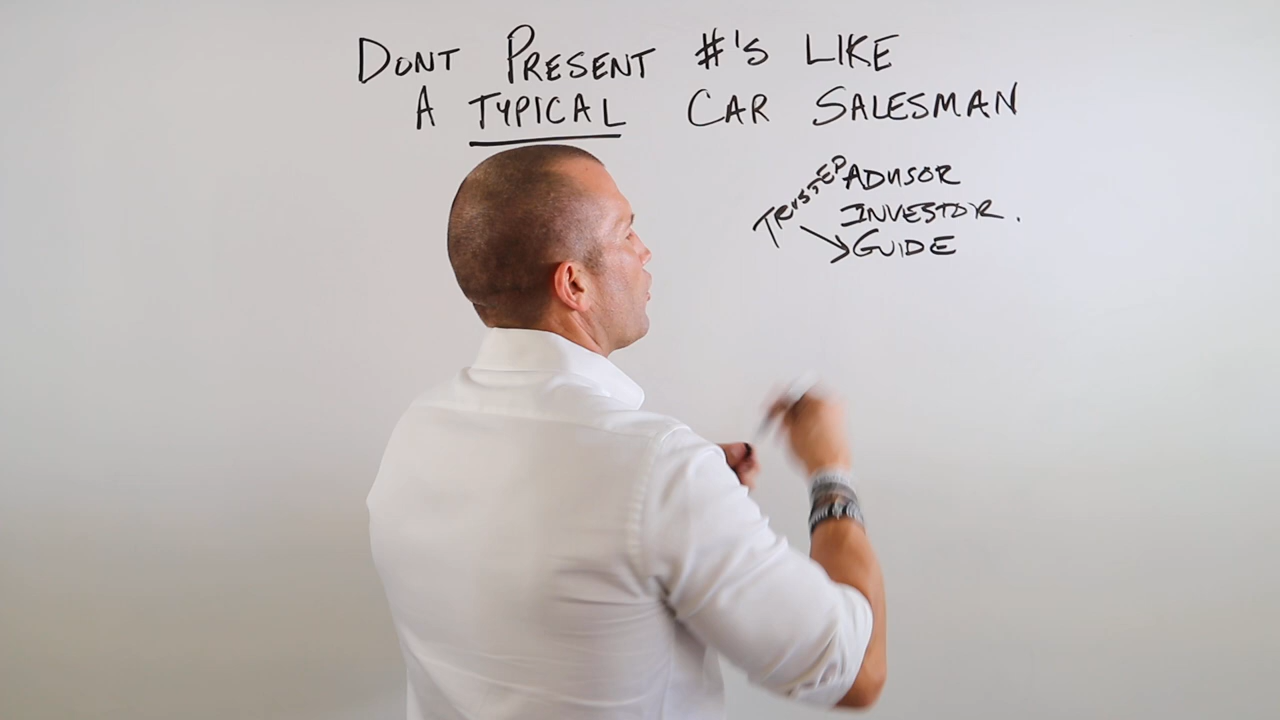 DONT PRESENT #'S LIKE
A TYPICAL CAR SALESMAN
TRUSTED ADVISOR
INVESTOR.
GUIDE